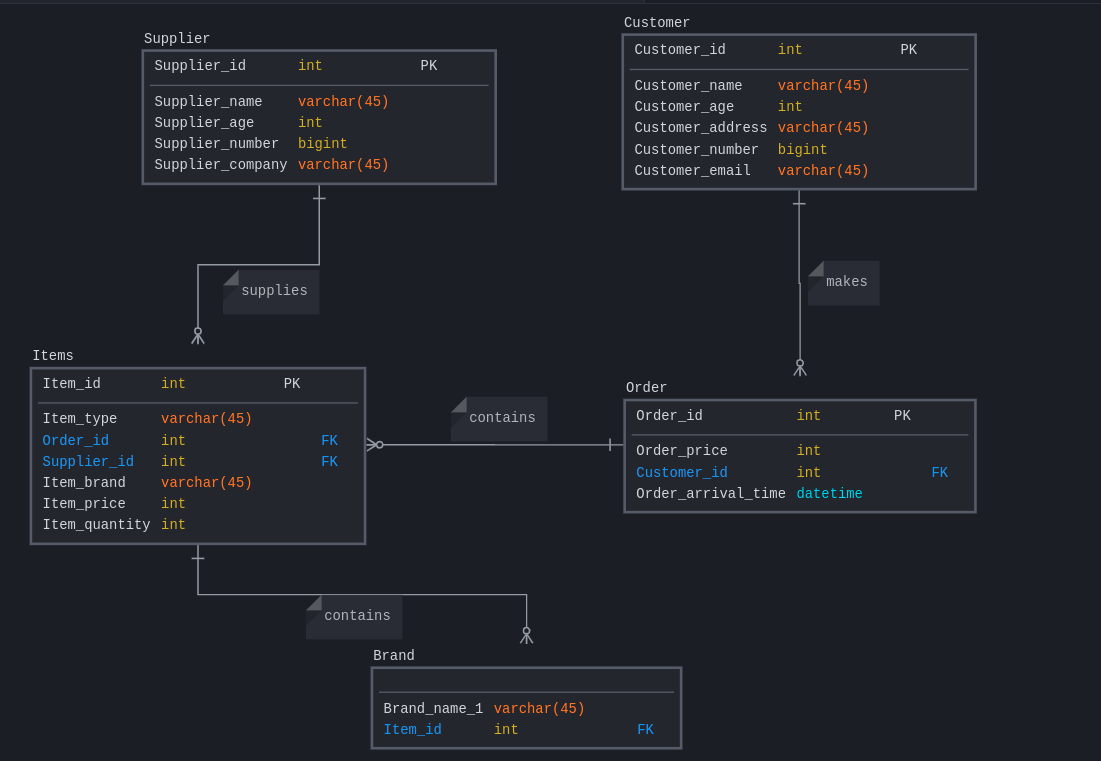 Supplier
Supplier_id int PK
Supplier_name varchar(45)
Supplier_age int
Supplier_number bigint
Supplier_company varchar(45)
Customer
Customer_id int PK
Customer_name varchar(45)
Customer_age int
Customer_address varchar(45)
Customer_number bigint
Customer_email varchar(45)
supplies
makes
Items
Item_id int PK
Item_type varchar(45)
Order_id int FK
Supplier_id int FK
Item_brand varchar(45)
Item_price int
Item_quantity int
contains
Order
Order_id int PK
Order_price int
Customer_id int FK
Order_arrival_time datetime
contains
Brand
Brand_name_1 varchar(45)
Item_id int FK